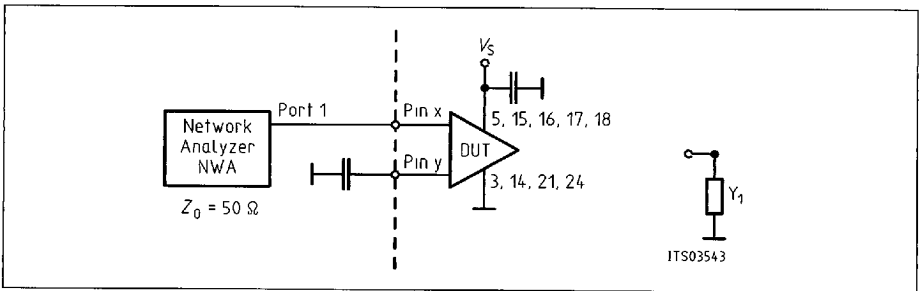 Network
Analyzer
NWA
Z₀ = 50 Ω
Port 1
Pin x
Pin y
V_S
5, 15, 16, 17, 18
DUT
3, 14, 21, 24
Y₁
ITS03543